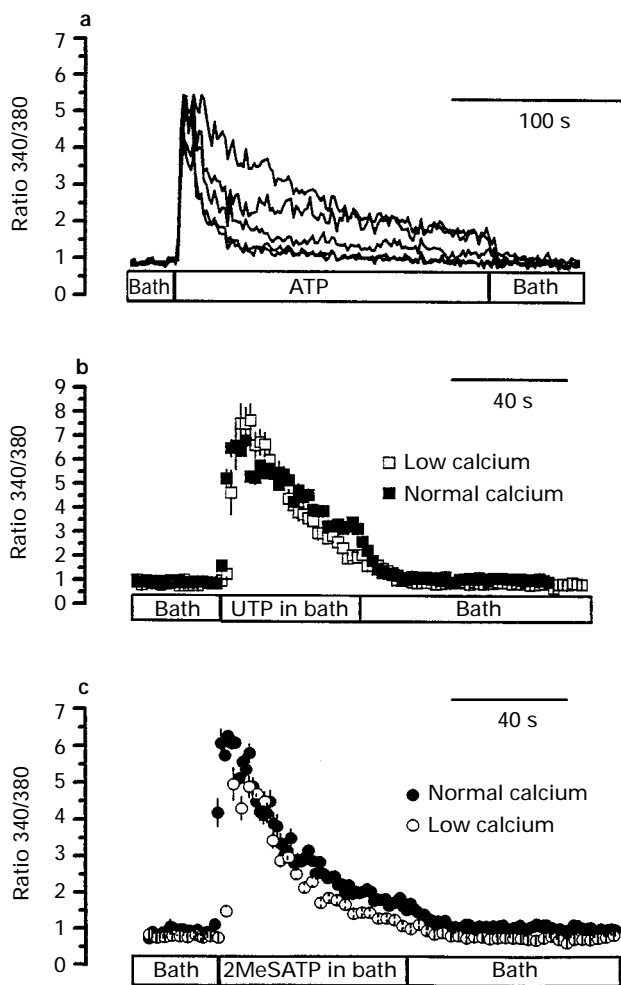 a
7
6
5
4
3
2
1
0
Ratio 340/380
100 s
Bath
ATP
Bath
b
9
8
7
6
5
4
3
2
1
0
Ratio 340/380
40 s
Low calcium
Normal calcium
Bath
UTP in bath
Bath
c
7
6
5
4
3
2
1
0
Ratio 340/380
40 s
Normal calcium
Low calcium
Bath
2MeSATP in bath
Bath